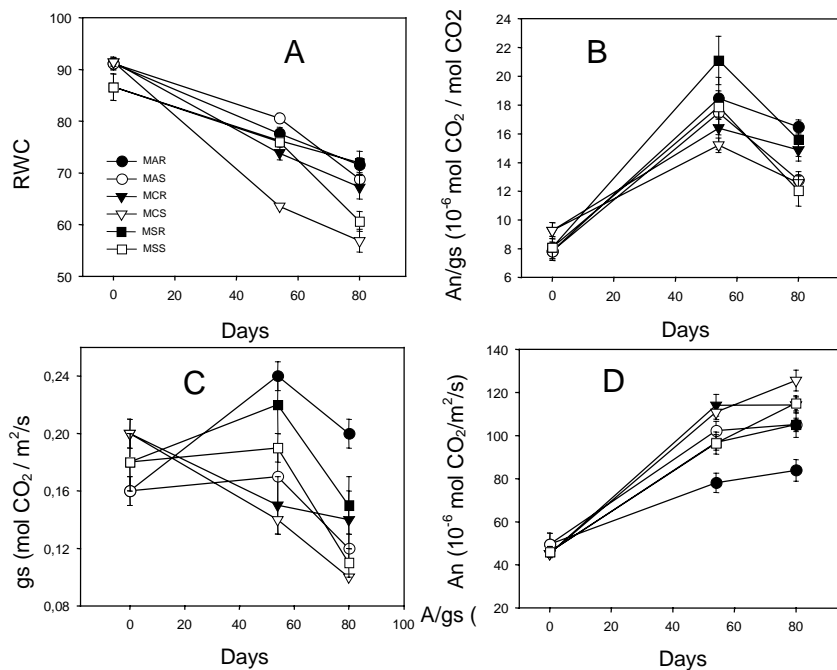 A
100
90
80
70
60
50
RWC
MAR
MAS
MCR
MCS
MSR
MSS
0
20
40
60
80
Days
B
24
22
20
18
16
14
12
10
8
6
An/gs (10⁻⁶ mol CO₂ / mol CO2
0
20
40
60
80
Days
C
0,24
0,20
0,16
0,12
0,08
gs (mol CO₂ / m²/s
0
20
40
60
80
100
Days
A/gs (
D
140
120
100
80
60
40
20
An (10⁻⁶ mol CO₂/m²/s)
0
20
40
60
80
Days